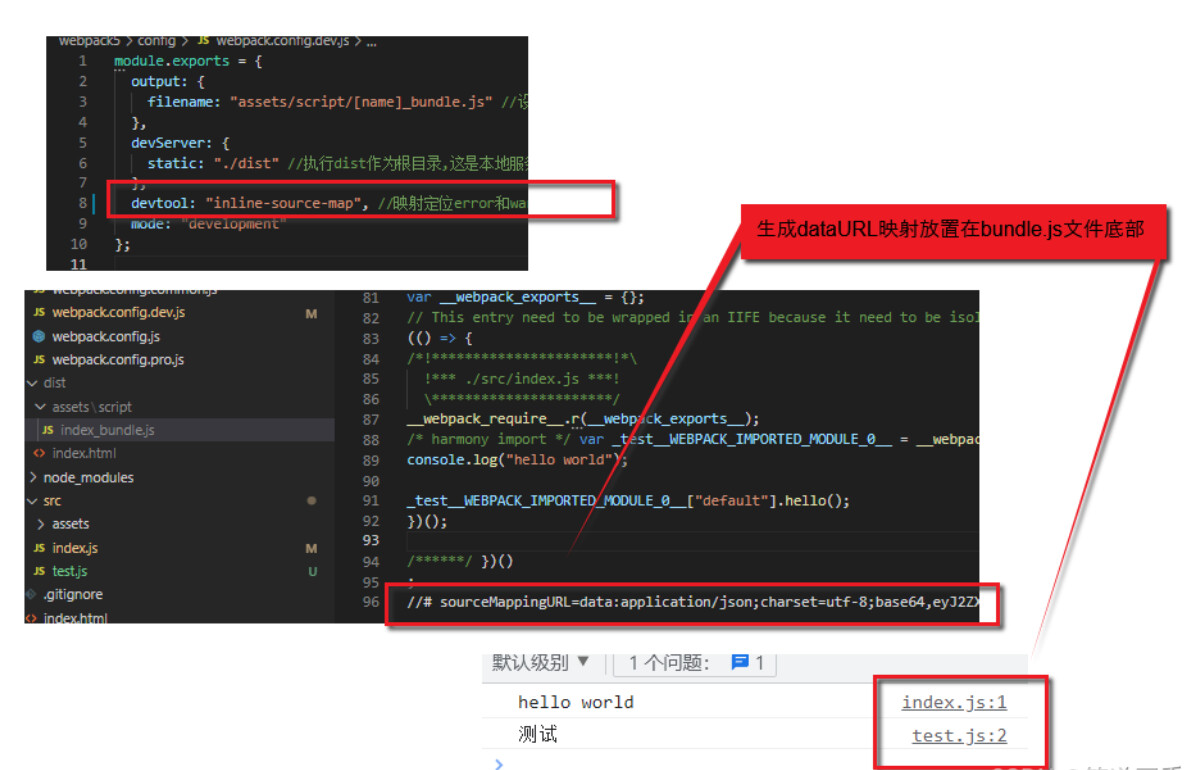 webpack5 > config > JS webpack.config.dev.js > ...
1 module.exports = {
2 output: {
3 filename: "assets/script/[name]_bundle.js" //设
4 },
5 devServer: {
6 static: "./dist" //执行dist作为根目录,这是本地服务
7 },
8 devtool: "inline-source-map", //映射定位error和wa
9 mode: "development"
10 };
11
生成dataURL映射放置在bundle.js文件底部
JS webpack.config.common.js
JS webpack.config.dev.js M
webpack.config.js
JS webpack.config.pro.js
dist
assets\script
JS index_bundle.js
<> index.html
> node_modules
src
> assets
JS index.js M
JS test.js U
.gitignore
<> index.html
81 var __webpack_exports__ = {};
82 // This entry need to be wrapped in an IIFE because it need to be isol
83 (() => {
84 /*!**********************!*\
85 !*** ./src/index.js ***!
86 \**********************/
87 __webpack_require__.r(__webpack_exports__);
88 /* harmony import */ var _test__WEBPACK_IMPORTED_MODULE_0__ = __webpac
89 console.log("hello world");
90
91 _test__WEBPACK_IMPORTED_MODULE_0__["default"].hello();
92 })();
93
94 /******/ })()
95 ;
96 //# sourceMappingURL=data:application/json;charset=utf-8;base64,eyJ2ZX
默认级别 ▼ 1 个问题: 1
hello world index.js:1
测试 test.js:2
>